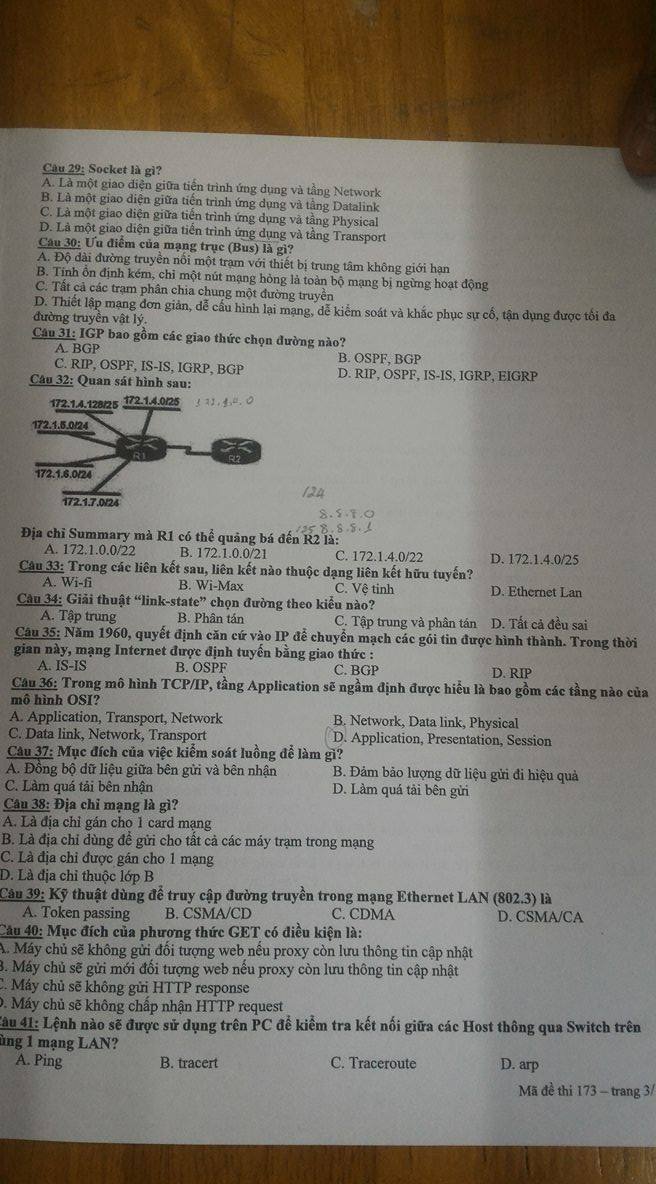 Câu 29: Socket là gì?
A. Là một giao diện giữa tiến trình ứng dụng và tầng Network
B. Là một giao diện giữa tiến trình ứng dụng và tầng Datalink
C. Là một giao diện giữa tiến trình ứng dụng và tầng Physical
D. Là một giao diện giữa tiến trình ứng dụng và tầng Transport
Câu 30: Ưu điểm của mạng trục (Bus) là gì?
A. Độ dài đường truyền nối một trạm với thiết bị trung tâm không giới hạn
B. Tính ổn định kém, chỉ một nút mạng hỏng là toàn bộ mạng bị ngừng hoạt động
C. Tất cả các trạm phân chia chung một đường truyền
D. Thiết lập mạng đơn giản, dễ cấu hình lại mạng, dễ kiểm soát và khắc phục sự cố, tận dụng được tối đa
đường truyền vật lý.
Câu 31: IGP bao gồm các giao thức chọn đường nào?
A. BGP B. OSPF, BGP
C. RIP, OSPF, IS-IS, IGRP, BGP D. RIP, OSPF, IS-IS, IGRP, EIGRP
Câu 32: Quan sát hình sau:
172.1.4.128/25 172.1.4.0/25
172.1.5.0/24
R1 R2
172.1.6.0/24
172.1.7.0/24
124
8.8.8.0
Địa chỉ Summary mà R1 có thể quảng bá đến R2 là:
A. 172.1.0.0/22 B. 172.1.0.0/21 C. 172.1.4.0/22 D. 172.1.4.0/25
Câu 33: Trong các liên kết sau, liên kết nào thuộc dạng liên kết hữu tuyến?
A. Wi-fi B. Wi-Max C. Vệ tinh D. Ethernet Lan
Câu 34: Giải thuật “link-state” chọn đường theo kiểu nào?
A. Tập trung B. Phân tán C. Tập trung và phân tán D. Tất cả đều sai
Câu 35: Năm 1960, quyết định căn cứ vào IP để chuyển mạch các gói tin được hình thành. Trong thời
gian này, mạng Internet được định tuyến bằng giao thức :
A. IS-IS B. OSPF C. BGP D. RIP
Câu 36: Trong mô hình TCP/IP, tầng Application sẽ ngầm định được hiểu là bao gồm các tầng nào của
mô hình OSI?
A. Application, Transport, Network B. Network, Data link, Physical
C. Data link, Network, Transport D. Application, Presentation, Session
Câu 37: Mục đích của việc kiểm soát luồng để làm gì?
A. Đồng bộ dữ liệu giữa bên gửi và bên nhận B. Đảm bảo lượng dữ liệu gửi đi hiệu quả
C. Làm quá tải bên nhận D. Làm quá tải bên gửi
Câu 38: Địa chỉ mạng là gì?
A. Là địa chỉ gán cho 1 card mạng
B. Là địa chỉ dùng để gửi cho tất cả các máy trạm trong mạng
C. Là địa chỉ được gán cho 1 mạng
D. Là địa chỉ thuộc lớp B
Câu 39: Kỹ thuật dùng để truy cập đường truyền trong mạng Ethernet LAN (802.3) là
A. Token passing B. CSMA/CD C. CDMA D. CSMA/CA
Câu 40: Mục đích của phương thức GET có điều kiện là:
A. Máy chủ sẽ không gửi đối tượng web nếu proxy còn lưu thông tin cập nhật
B. Máy chủ sẽ gửi mới đối tượng web nếu proxy còn lưu thông tin cập nhật
C. Máy chủ sẽ không gửi HTTP response
D. Máy chủ sẽ không chấp nhận HTTP request
Câu 41: Lệnh nào sẽ được sử dụng trên PC để kiểm tra kết nối giữa các Host thông qua Switch trên
cùng 1 mạng LAN?
A. Ping B. tracert C. Traceroute D. arp
Mã đề thi 173 – trang 3/